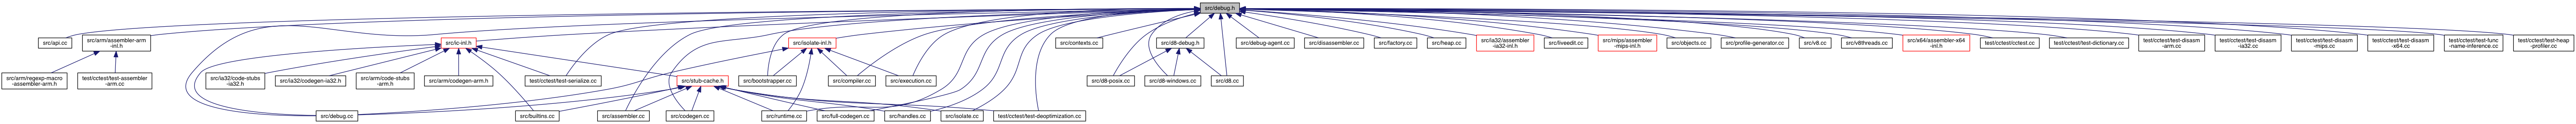 src/debug.h
src/api.cc
src/arm/assembler-arm
-inl.h
src/ic-inl.h
src/isolate-inl.h
src/contexts.cc
src/d8-debug.h
src/debug-agent.cc
src/disassembler.cc
src/factory.cc
src/heap.cc
src/ia32/assembler
-ia32-inl.h
src/liveedit.cc
src/mips/assembler
-mips-inl.h
src/objects.cc
src/profile-generator.cc
src/v8.cc
src/v8threads.cc
src/x64/assembler-x64
-inl.h
test/cctest/cctest.cc
test/cctest/test-dictionary.cc
test/cctest/test-disasm
-arm.cc
test/cctest/test-disasm
-ia32.cc
test/cctest/test-disasm
-mips.cc
test/cctest/test-disasm
-x64.cc
test/cctest/test-func
-name-inference.cc
test/cctest/test-heap
-profiler.cc
src/arm/regexp-macro
-assembler-arm.h
test/cctest/test-assembler
-arm.cc
src/ia32/code-stubs
-ia32.h
src/ia32/codegen-ia32.h
src/arm/code-stubs
-arm.h
src/arm/codegen-arm.h
test/cctest/test-serialize.cc
src/stub-cache.h
src/bootstrapper.cc
src/compiler.cc
src/execution.cc
src/d8-posix.cc
src/d8-windows.cc
src/d8.cc
src/debug.cc
src/builtins.cc
src/assembler.cc
src/codegen.cc
src/runtime.cc
src/full-codegen.cc
src/handles.cc
src/isolate.cc
test/cctest/test-deoptimization.cc